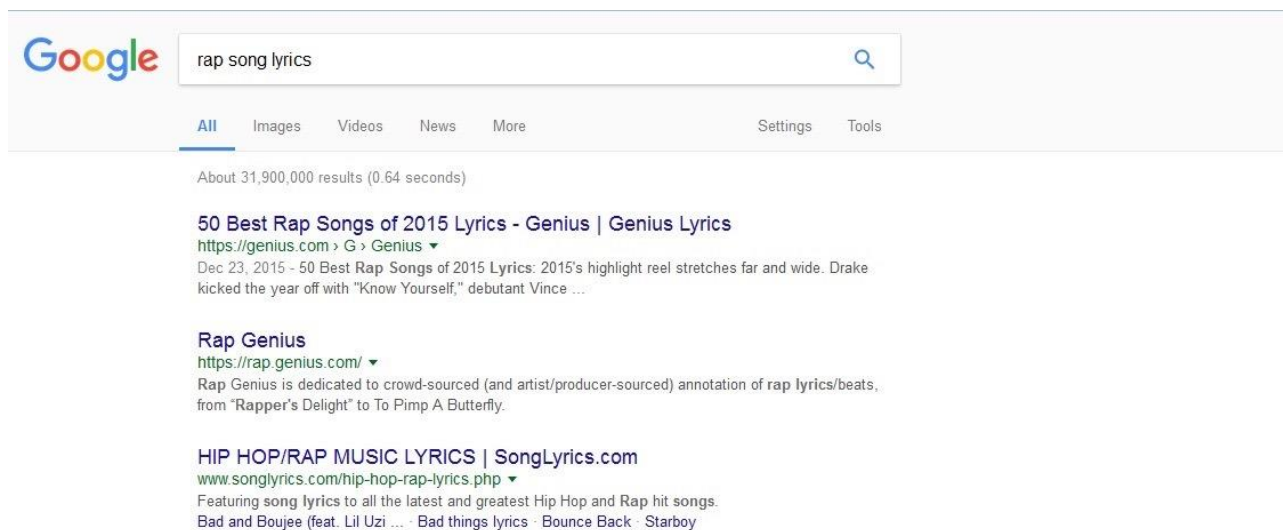 Google
rap song lyrics
All Images Videos News More Settings Tools
About 31,900,000 results (0.64 seconds)
50 Best Rap Songs of 2015 Lyrics - Genius | Genius Lyrics
https://genius.com › G › Genius ▼
Dec 23, 2015 - 50 Best Rap Songs of 2015 Lyrics: 2015's highlight reel stretches far and wide. Drake
kicked the year off with "Know Yourself," debutant Vince ...
Rap Genius
https://rap.genius.com/ ▼
Rap Genius is dedicated to crowd-sourced (and artist/producer-sourced) annotation of rap lyrics/beats,
from “Rapper's Delight” to To Pimp A Butterfly.
HIP HOP/RAP MUSIC LYRICS | SongLyrics.com
www.songlyrics.com/hip-hop-rap-lyrics.php ▼
Featuring song lyrics to all the latest and greatest Hip Hop and Rap hit songs.
Bad and Boujee (feat. Lil Uzi ... · Bad things lyrics · Bounce Back · Starboy